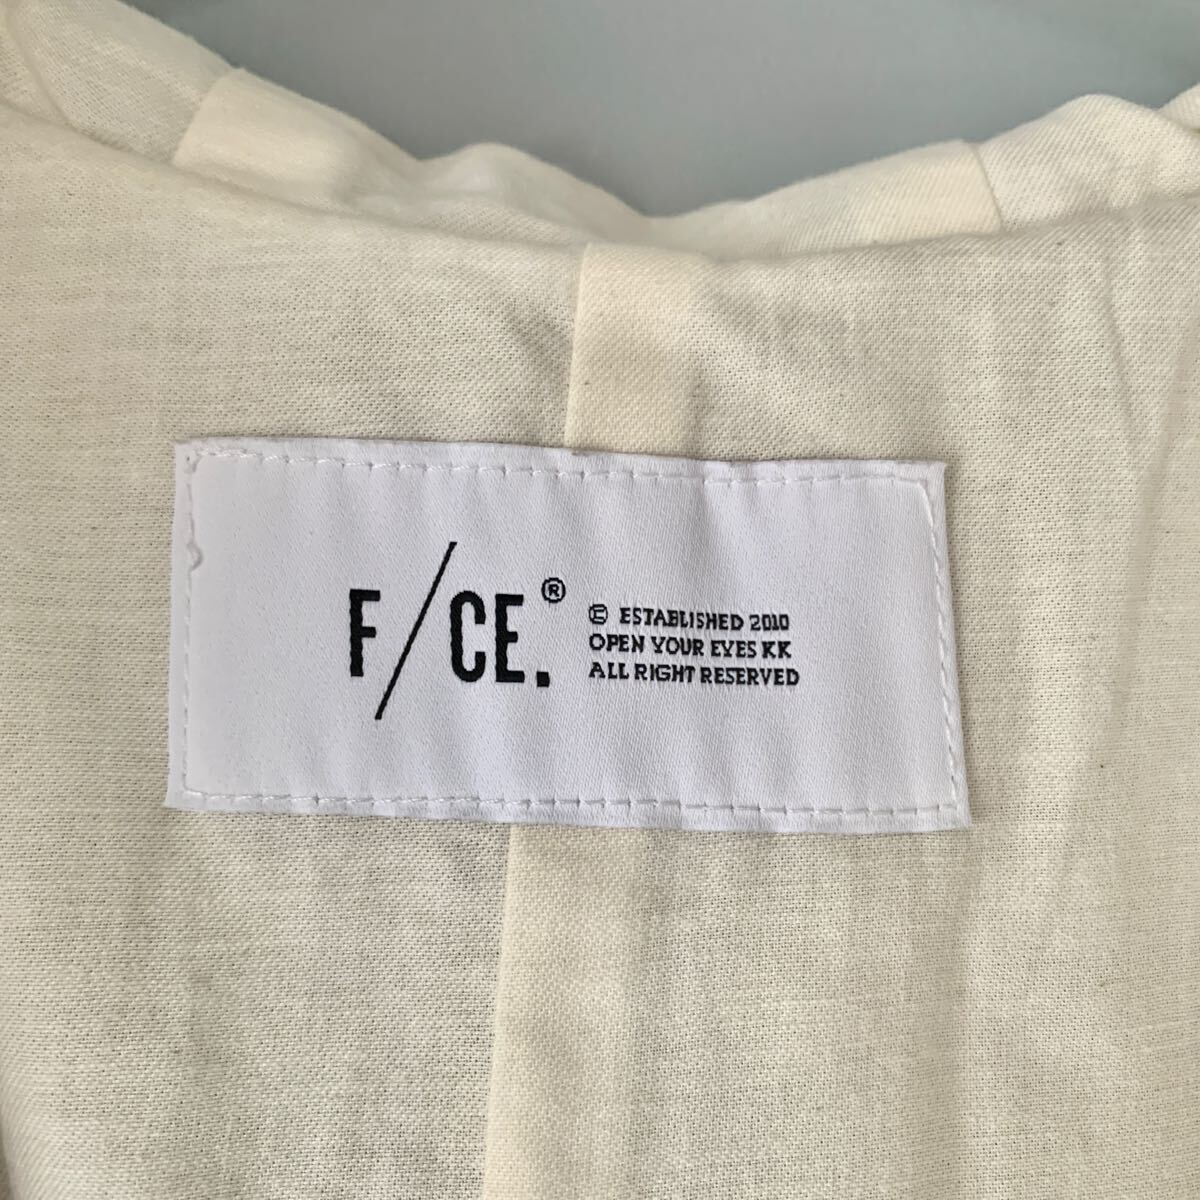 F/CE.®
© ESTABLISHED 2010
OPEN YOUR EYES KK
ALL RIGHT RESERVED